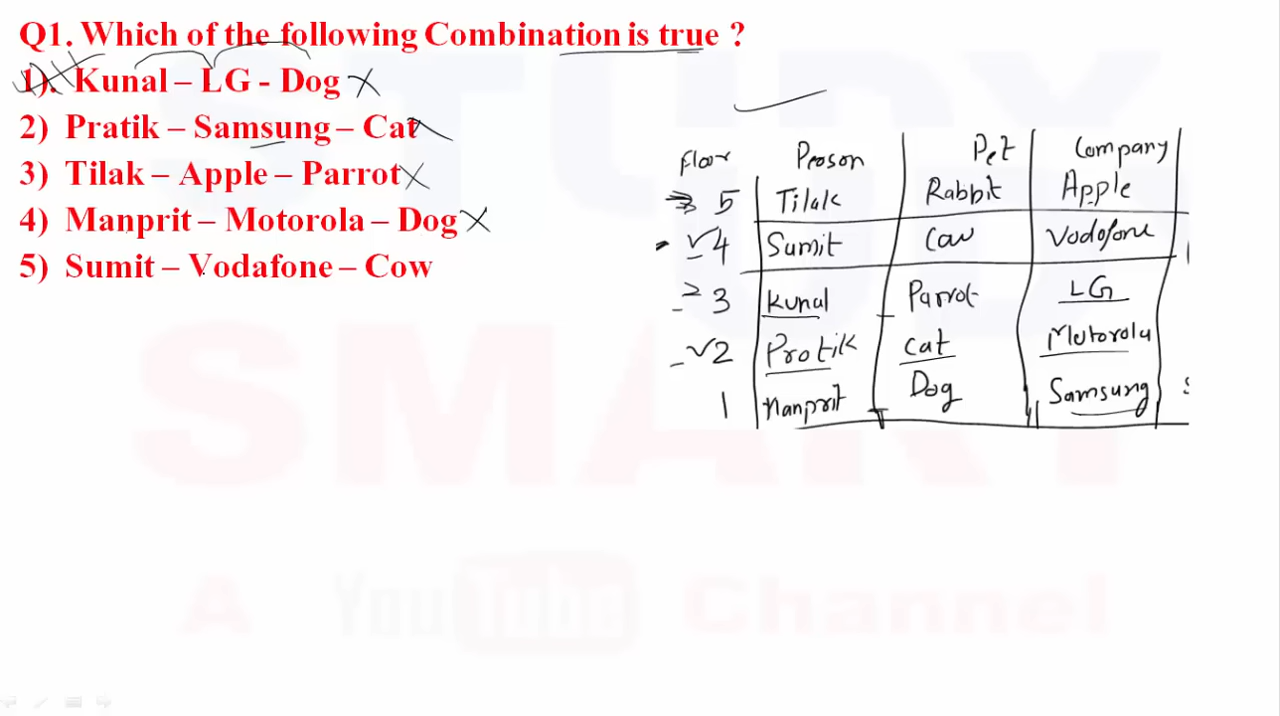 Q1. Which of the following Combination is true ?
1). Kunal – LG - Dog
2) Pratik – Samsung – Cat
3) Tilak – Apple – Parrot
4) Manprit – Motorola – Dog
5) Sumit – Vodafone – Cow
Floor Person Pet Company
5 Tilak Rabbit Apple
4 Sumit Cow Vodofone
3 Kunal Parrot LG
2 Protik Cat Motorola
1 Manprit Dog Samsung
STUDY
SMART
A YouTube Channel